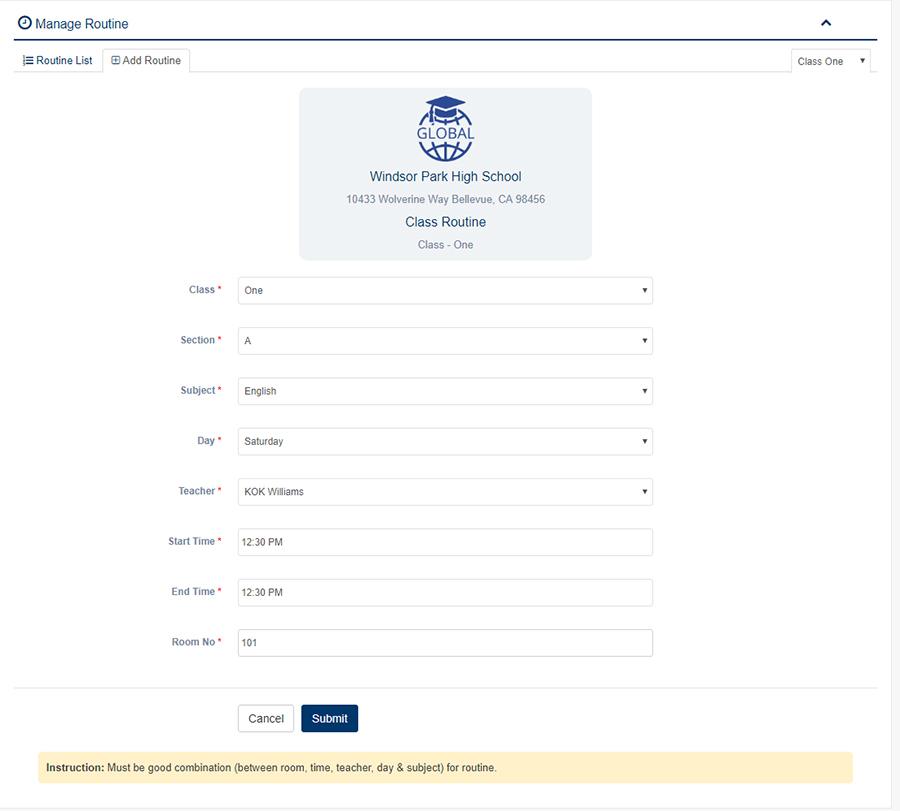 Manage Routine
Routine List Add Routine Class One
GLOBAL
Windsor Park High School
10433 Wolverine Way Bellevue, CA 98456
Class Routine
Class - One
Class * One
Section * A
Subject * English
Day * Saturday
Teacher * KOK Williams
Start Time * 12:30 PM
End Time * 12:30 PM
Room No * 101
Cancel Submit
Instruction: Must be good combination (between room, time, teacher, day & subject) for routine.